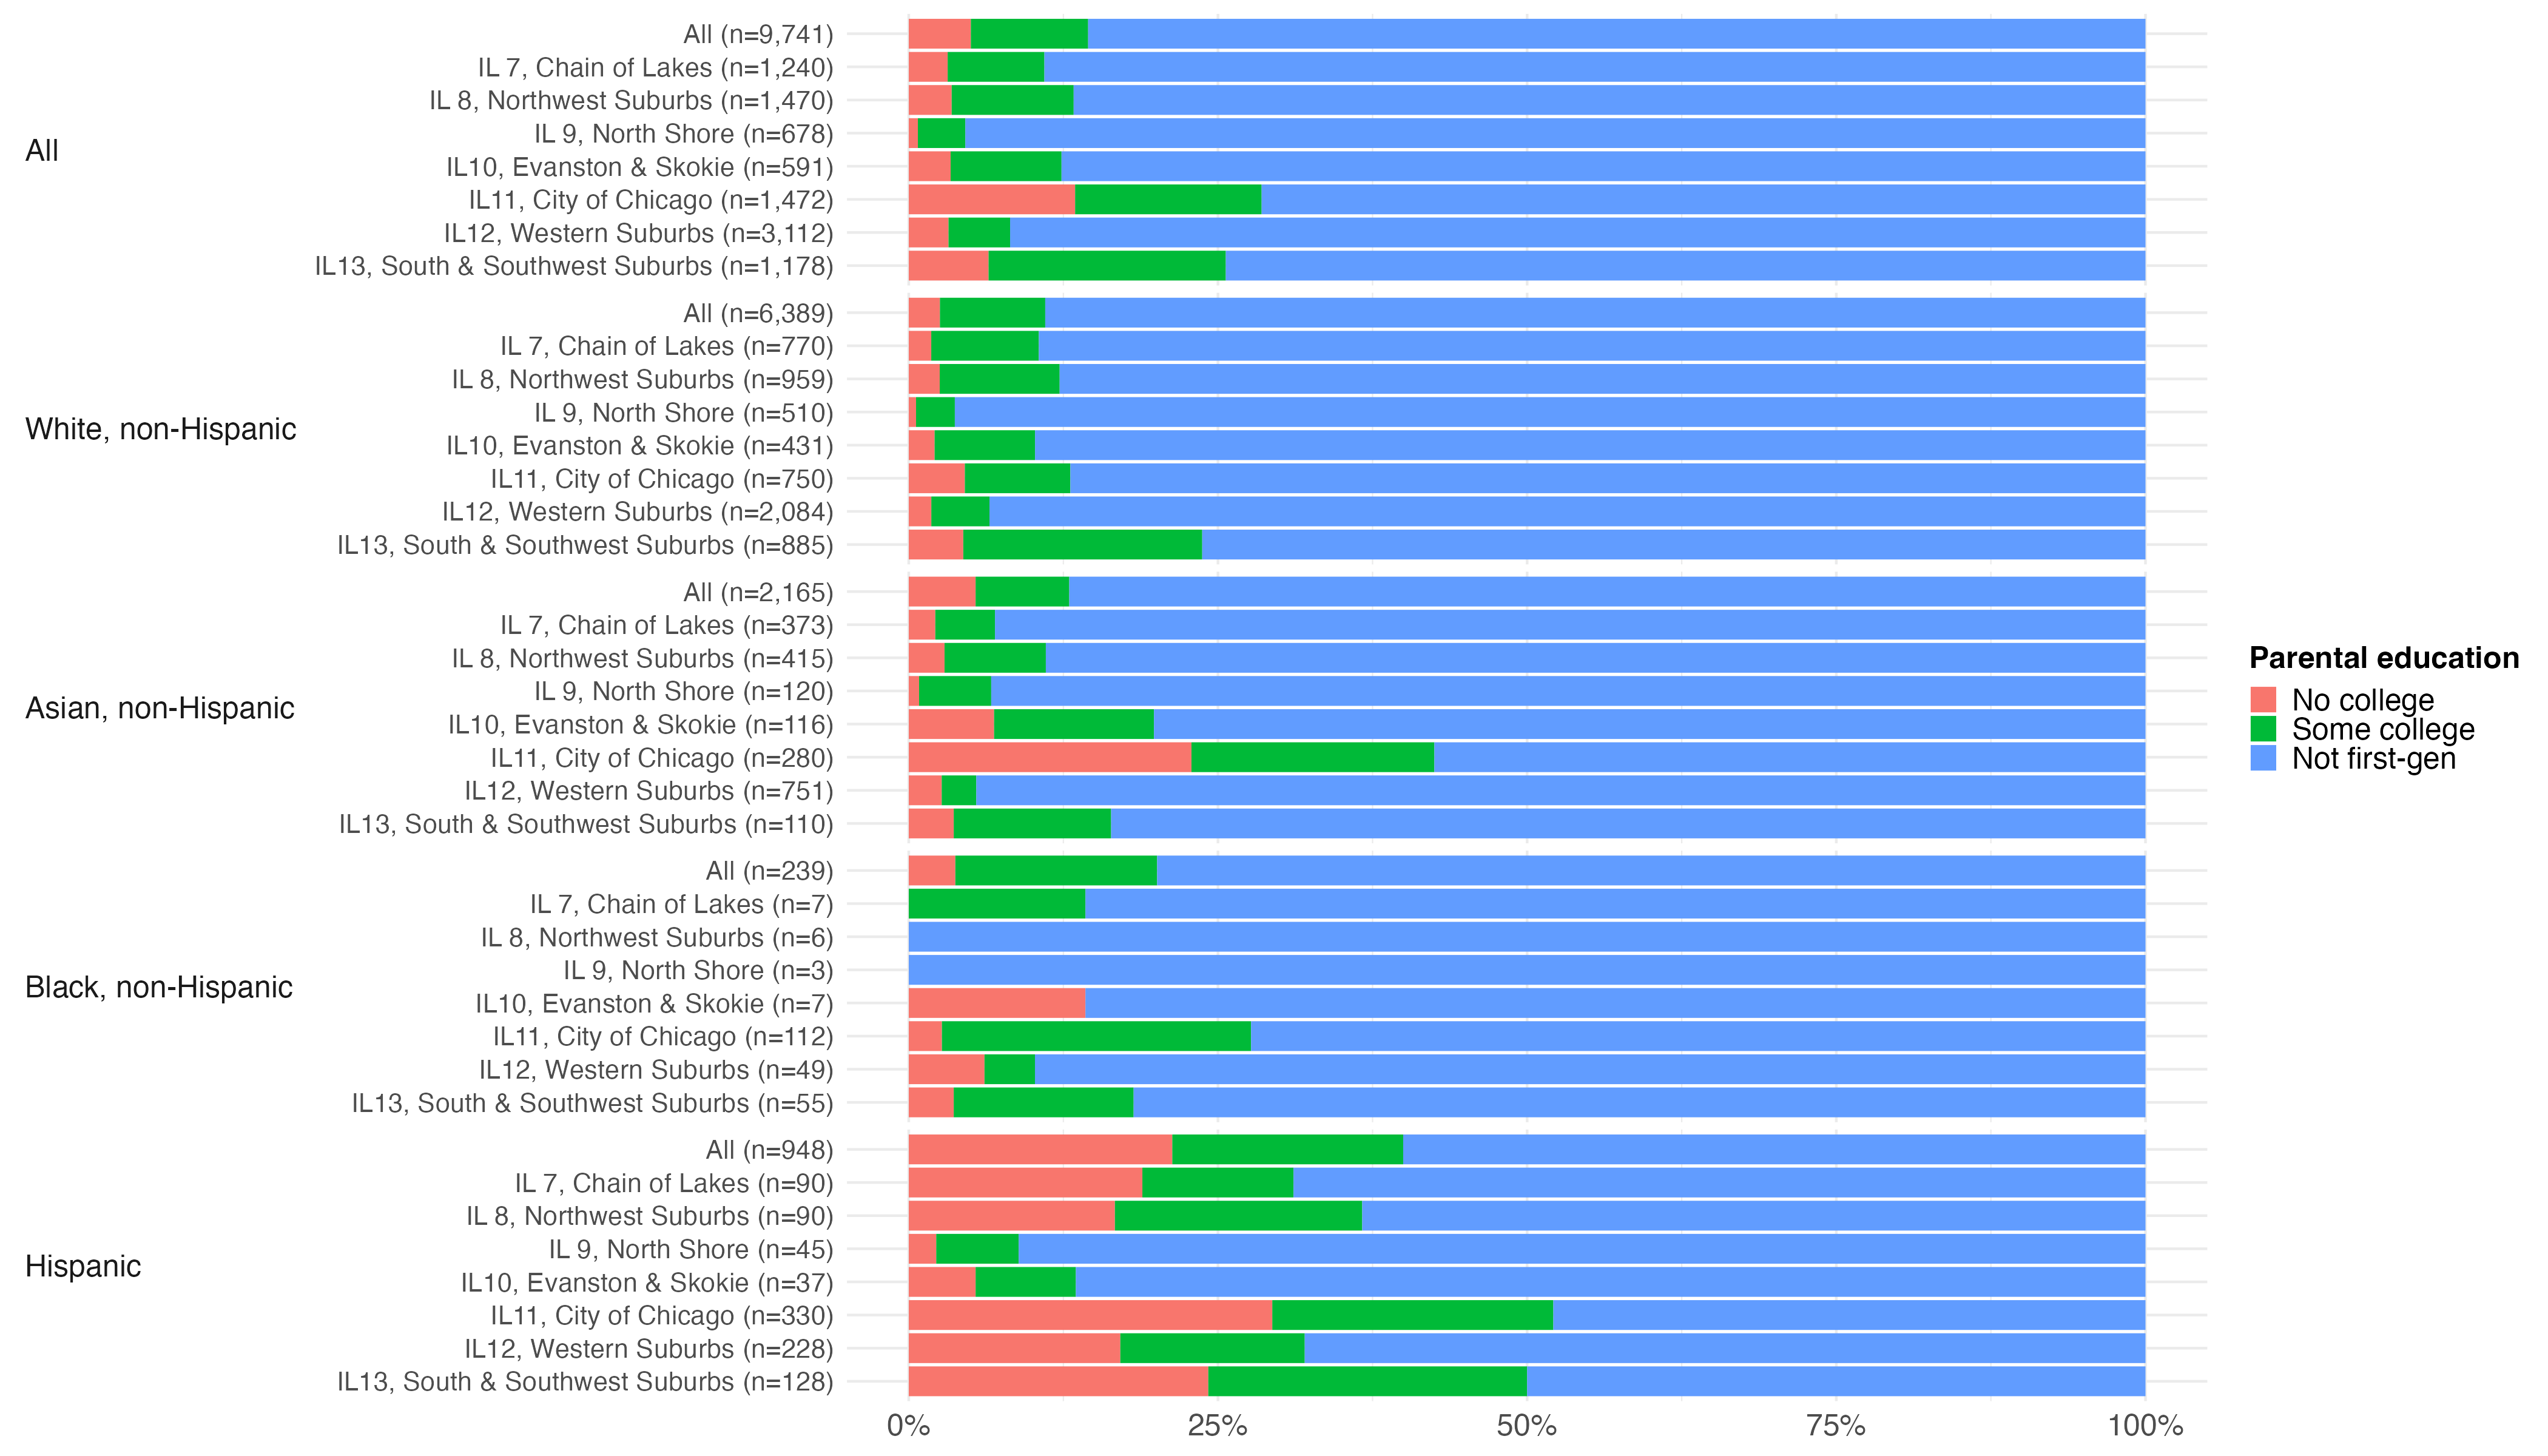 All
All (n=9,741)
IL 7, Chain of Lakes (n=1,240)
IL 8, Northwest Suburbs (n=1,470)
IL 9, North Shore (n=678)
IL10, Evanston & Skokie (n=591)
IL11, City of Chicago (n=1,472)
IL12, Western Suburbs (n=3,112)
IL13, South & Southwest Suburbs (n=1,178)
White, non-Hispanic
All (n=6,389)
IL 7, Chain of Lakes (n=770)
IL 8, Northwest Suburbs (n=959)
IL 9, North Shore (n=510)
IL10, Evanston & Skokie (n=431)
IL11, City of Chicago (n=750)
IL12, Western Suburbs (n=2,084)
IL13, South & Southwest Suburbs (n=885)
Asian, non-Hispanic
All (n=2,165)
IL 7, Chain of Lakes (n=373)
IL 8, Northwest Suburbs (n=415)
IL 9, North Shore (n=120)
IL10, Evanston & Skokie (n=116)
IL11, City of Chicago (n=280)
IL12, Western Suburbs (n=751)
IL13, South & Southwest Suburbs (n=110)
Black, non-Hispanic
All (n=239)
IL 7, Chain of Lakes (n=7)
IL 8, Northwest Suburbs (n=6)
IL 9, North Shore (n=3)
IL10, Evanston & Skokie (n=7)
IL11, City of Chicago (n=112)
IL12, Western Suburbs (n=49)
IL13, South & Southwest Suburbs (n=55)
Hispanic
All (n=948)
IL 7, Chain of Lakes (n=90)
IL 8, Northwest Suburbs (n=90)
IL 9, North Shore (n=45)
IL10, Evanston & Skokie (n=37)
IL11, City of Chicago (n=330)
IL12, Western Suburbs (n=228)
IL13, South & Southwest Suburbs (n=128)
0% 25% 50% 75% 100%
Parental education
No college
Some college
Not first-gen